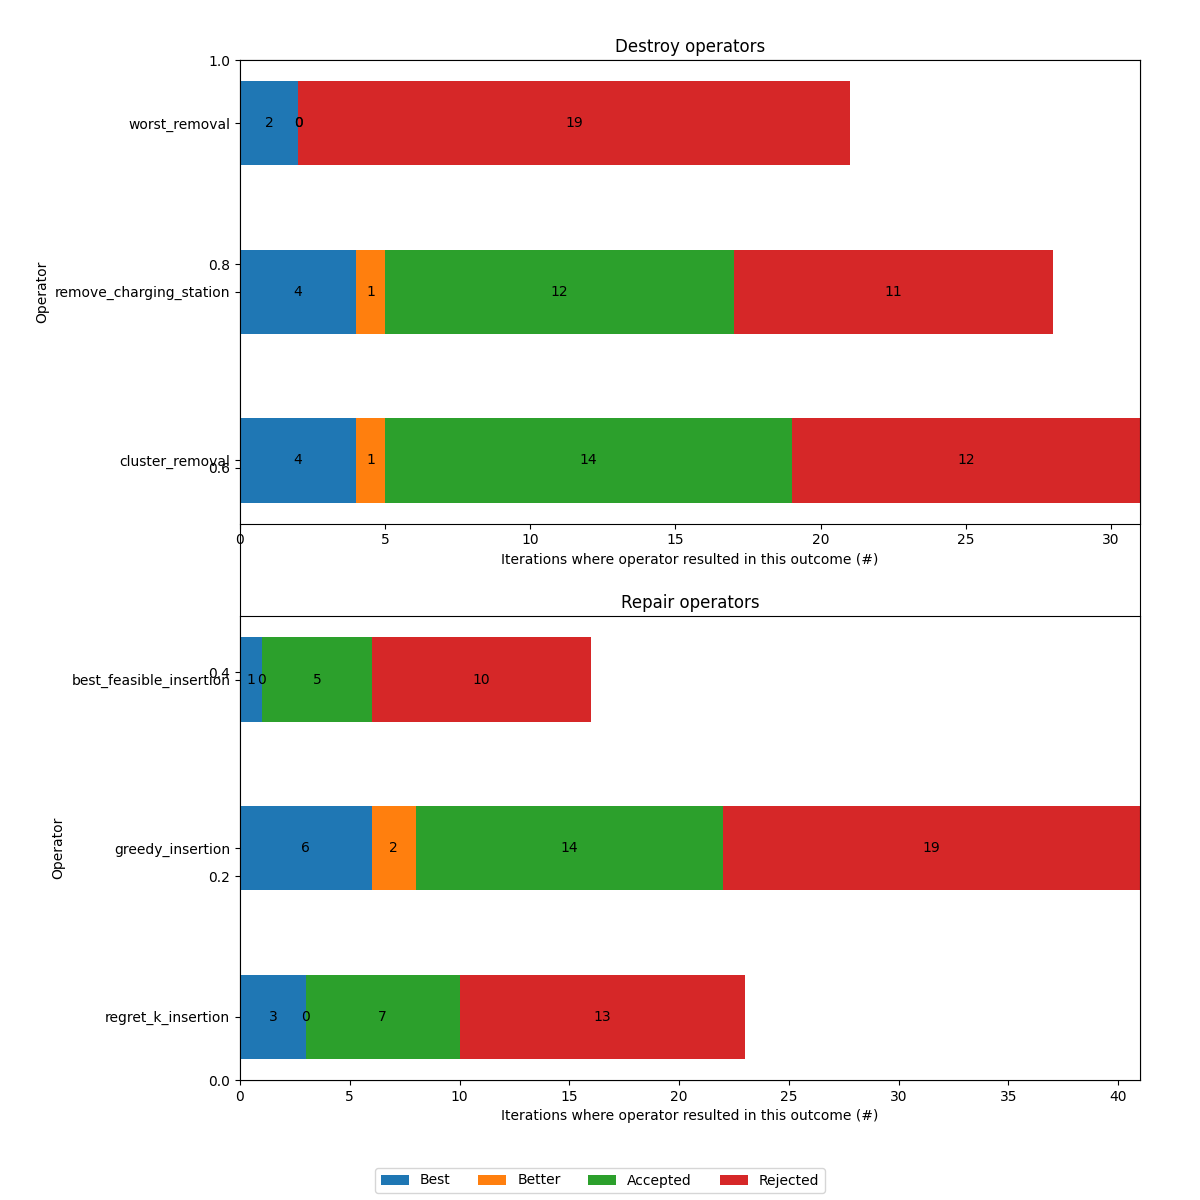 Destroy operators
1.0
worst_removal
2
0
19
0.8
remove_charging_station
4
1
12
11
Operator
cluster_removal
0.6
4
1
14
12
0 5 10 15 20 25 30
Iterations where operator resulted in this outcome (#)
Repair operators
0.4
best_feasible_insertion
1
0
5
10
greedy_insertion
6
2
14
19
Operator
0.2
regret_k_insertion
3
0
7
13
0.0
0 5 10 15 20 25 30 35 40
Iterations where operator resulted in this outcome (#)
Best Better Accepted Rejected